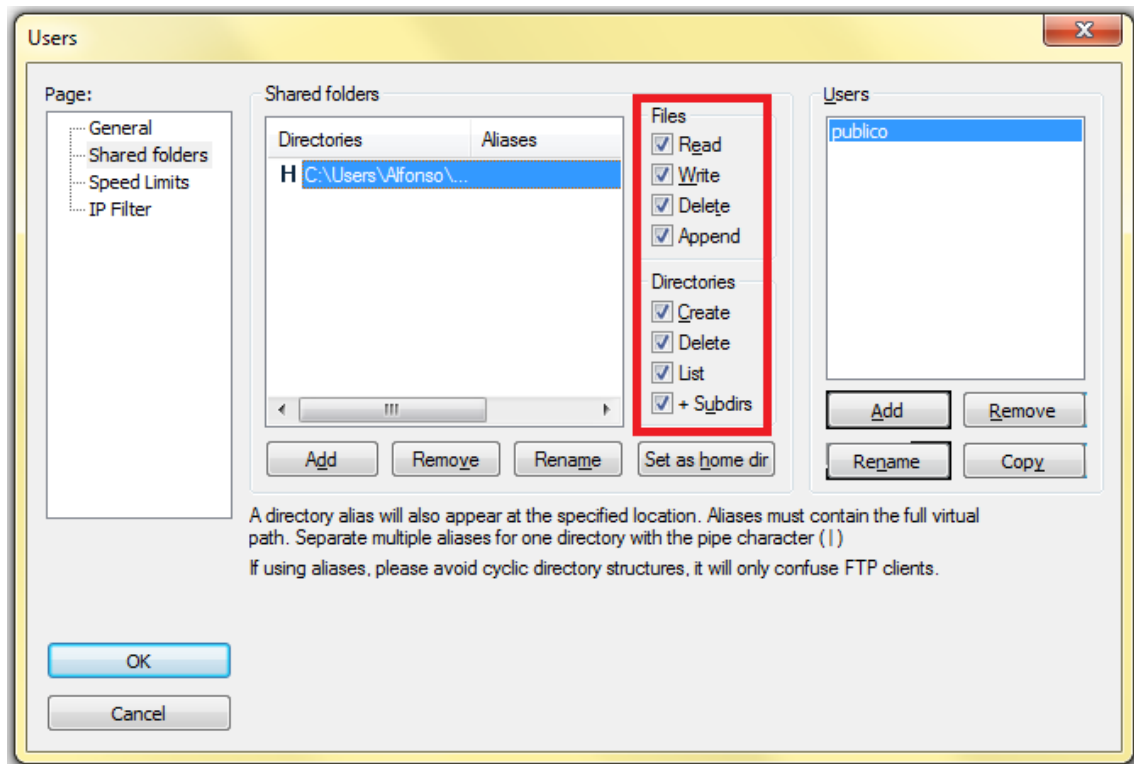 Users
Page:
General
Shared folders
Speed Limits
IP Filter
Shared folders
Directories Aliases
H C:\Users\Alfonso\...
Files
Read
Write
Delete
Append
Directories
Create
Delete
List
+ Subdirs
Add Remove Rename Set as home dir
Users
publico
Add Remove
Rename Copy
A directory alias will also appear at the specified location. Aliases must contain the full virtual
path. Separate multiple aliases for one directory with the pipe character (|)
If using aliases, please avoid cyclic directory structures, it will only confuse FTP clients.
OK
Cancel